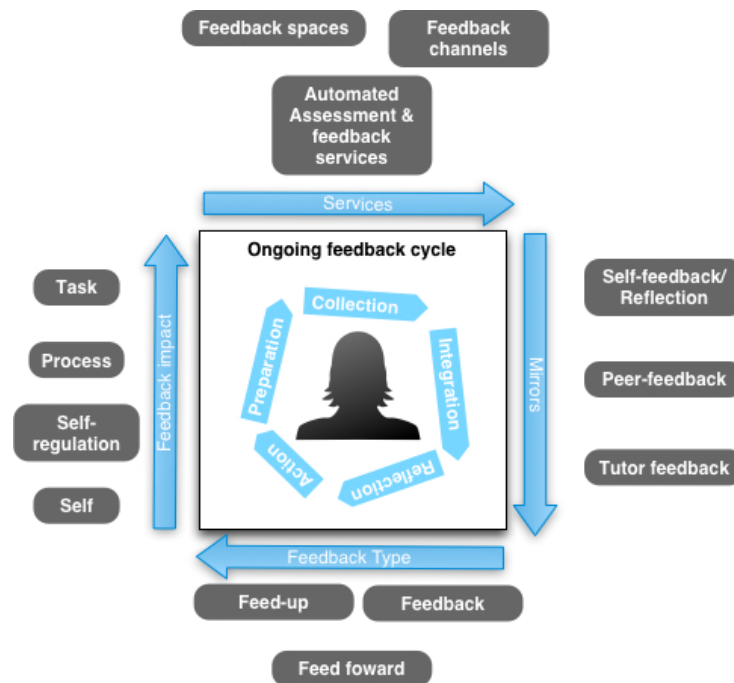 Feedback spaces
Feedback
channels
Automated
Assessment &
feedback
services
Services
Ongoing feedback cycle
Collection
Integration
Reflection
Action
Preparation
Feedback impact
Task
Process
Self-
regulation
Self
Mirrors
Self-feedback/
Reflection
Peer-feedback
Tutor feedback
Feedback Type
Feed-up
Feedback
Feed foward